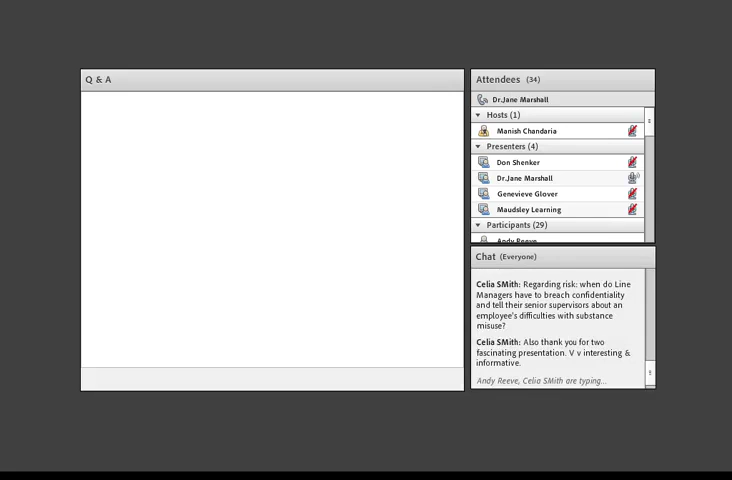 Q & A
Attendees (34)
Dr.Jane Marshall
Hosts (1)
Manish Chandaria
Presenters (4)
Don Shenker
Dr.Jane Marshall
Genevieve Glover
Maudsley Learning
Participants (29)
Andy Reeve
Chat (Everyone)
Celia SMith: Regarding risk: when do Line
Managers have to breach confidentiality
and tell their senior supervisors about an
employee's difficulties with substance
misuse?
Celia SMith: Also thank you for two
fascinating presentation. V v interesting &
informative.
Andy Reeve, Celia SMith are typing...